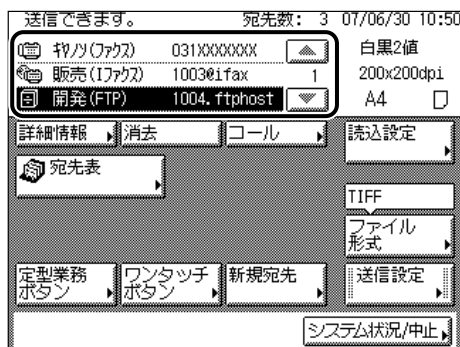 送信できます。 宛先数: 3 07/06/30 10:50
ｷﾔﾉﾝ(ﾌｧｸｽ) 031XXXXXXX
販売(Iﾌｧｸｽ) 1003@ifax 1
開発(FTP) 1004.ftphost
白黒2値
200x200dpi
A4
詳細情報 消去 コール 読込設定
宛先表
TIFF
ファイル
形式
定型業務
ボタン
ワンタッチ
ボタン
新規宛先
送信設定
システム状況/中止